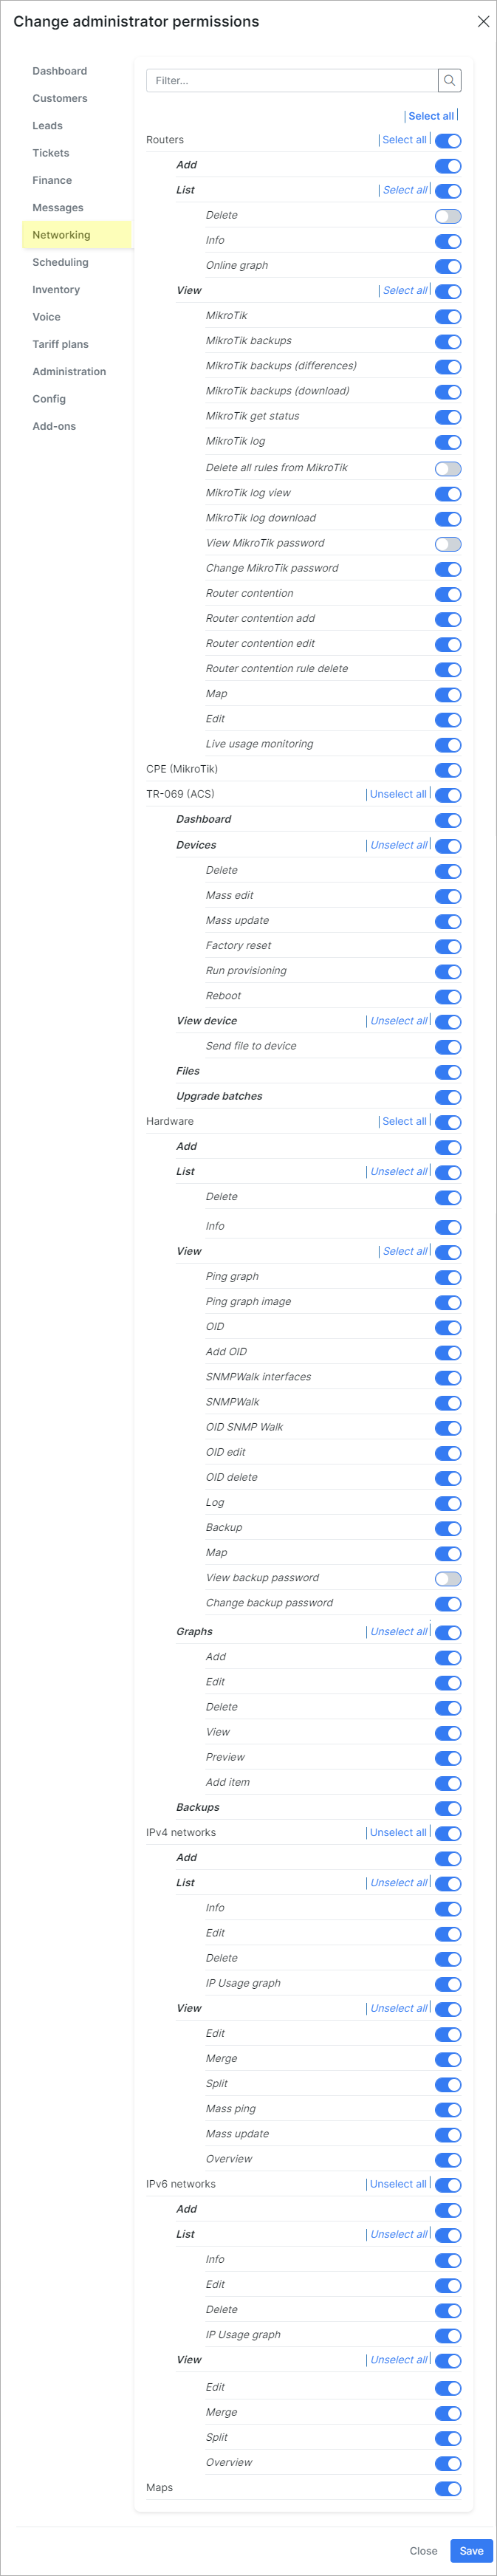 Change administrator permissions
Dashboard
Customers
Leads
Tickets
Finance
Messages
Networking
Scheduling
Inventory
Voice
Tariff plans
Administration
Config
Add-ons
Filter...
Select all
Routers Select all
Add
List Select all
Delete
Info
Online graph
View Select all
MikroTik
MikroTik backups
MikroTik backups (differences)
MikroTik backups (download)
MikroTik get status
MikroTik log
Delete all rules from MikroTik
MikroTik log view
MikroTik log download
View MikroTik password
Change MikroTik password
Router contention
Router contention add
Router contention edit
Router contention rule delete
Map
Edit
Live usage monitoring
CPE (MikroTik)
TR-069 (ACS) Unselect all
Dashboard
Devices Unselect all
Delete
Mass edit
Mass update
Factory reset
Run provisioning
Reboot
View device Unselect all
Send file to device
Files
Upgrade batches
Hardware Select all
Add
List Unselect all
Delete
Info
View Select all
Ping graph
Ping graph image
OID
Add OID
SNMPWalk interfaces
SNMPWalk
OID SNMP Walk
OID edit
OID delete
Log
Backup
Map
View backup password
Change backup password
Graphs Unselect all
Add
Edit
Delete
View
Preview
Add item
Backups
IPv4 networks Unselect all
Add
List Unselect all
Info
Edit
Delete
IP Usage graph
View Unselect all
Edit
Merge
Split
Mass ping
Mass update
Overview
IPv6 networks Unselect all
Add
List Unselect all
Info
Edit
Delete
IP Usage graph
View Unselect all
Edit
Merge
Split
Overview
Maps
Close Save